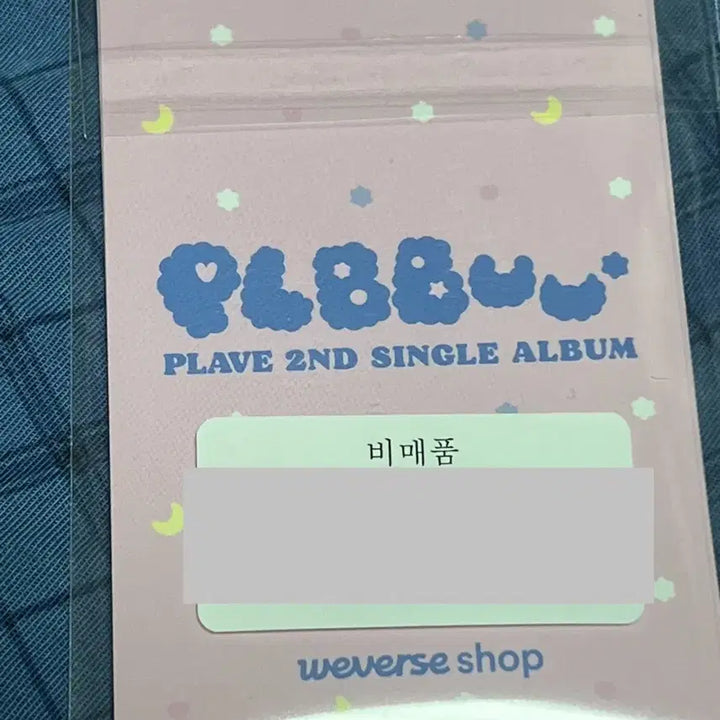 PLBBUU
PLAVE 2ND SINGLE ALBUM
비매품
weverse shop